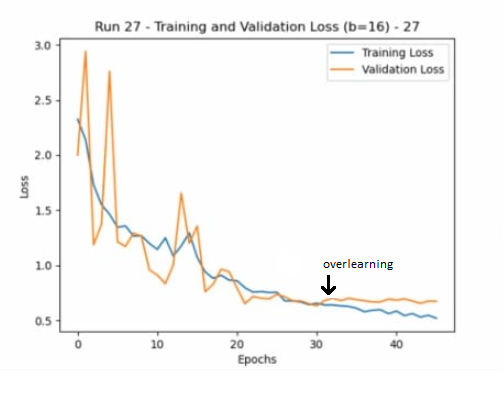 Run 27 - Training and Validation Loss (b=16) - 27
3.0
2.5
2.0
1.5
1.0
0.5
Loss
Training Loss
Validation Loss
overlearning
0
10
20
30
40
Epochs